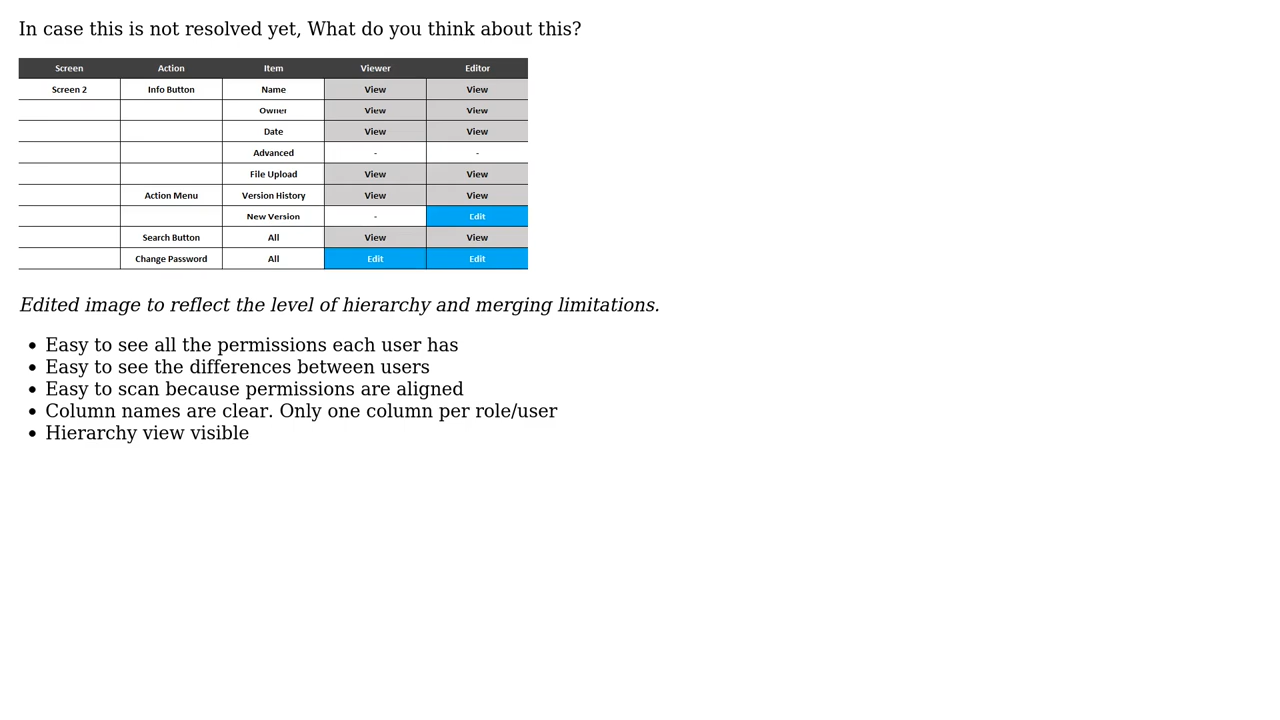 In case this is not resolved yet, What do you think about this?
Screen Action Item Viewer Editor
Screen 2 Info Button Name View View
Owner View View
Date View View
Advanced - -
File Upload View View
Action Menu Version History View View
New Version - Edit
Search Button All View View
Change Password All Edit Edit
Edited image to reflect the level of hierarchy and merging limitations.
• Easy to see all the permissions each user has
• Easy to see the differences between users
• Easy to scan because permissions are aligned
• Column names are clear. Only one column per role/user
• Hierarchy view visible